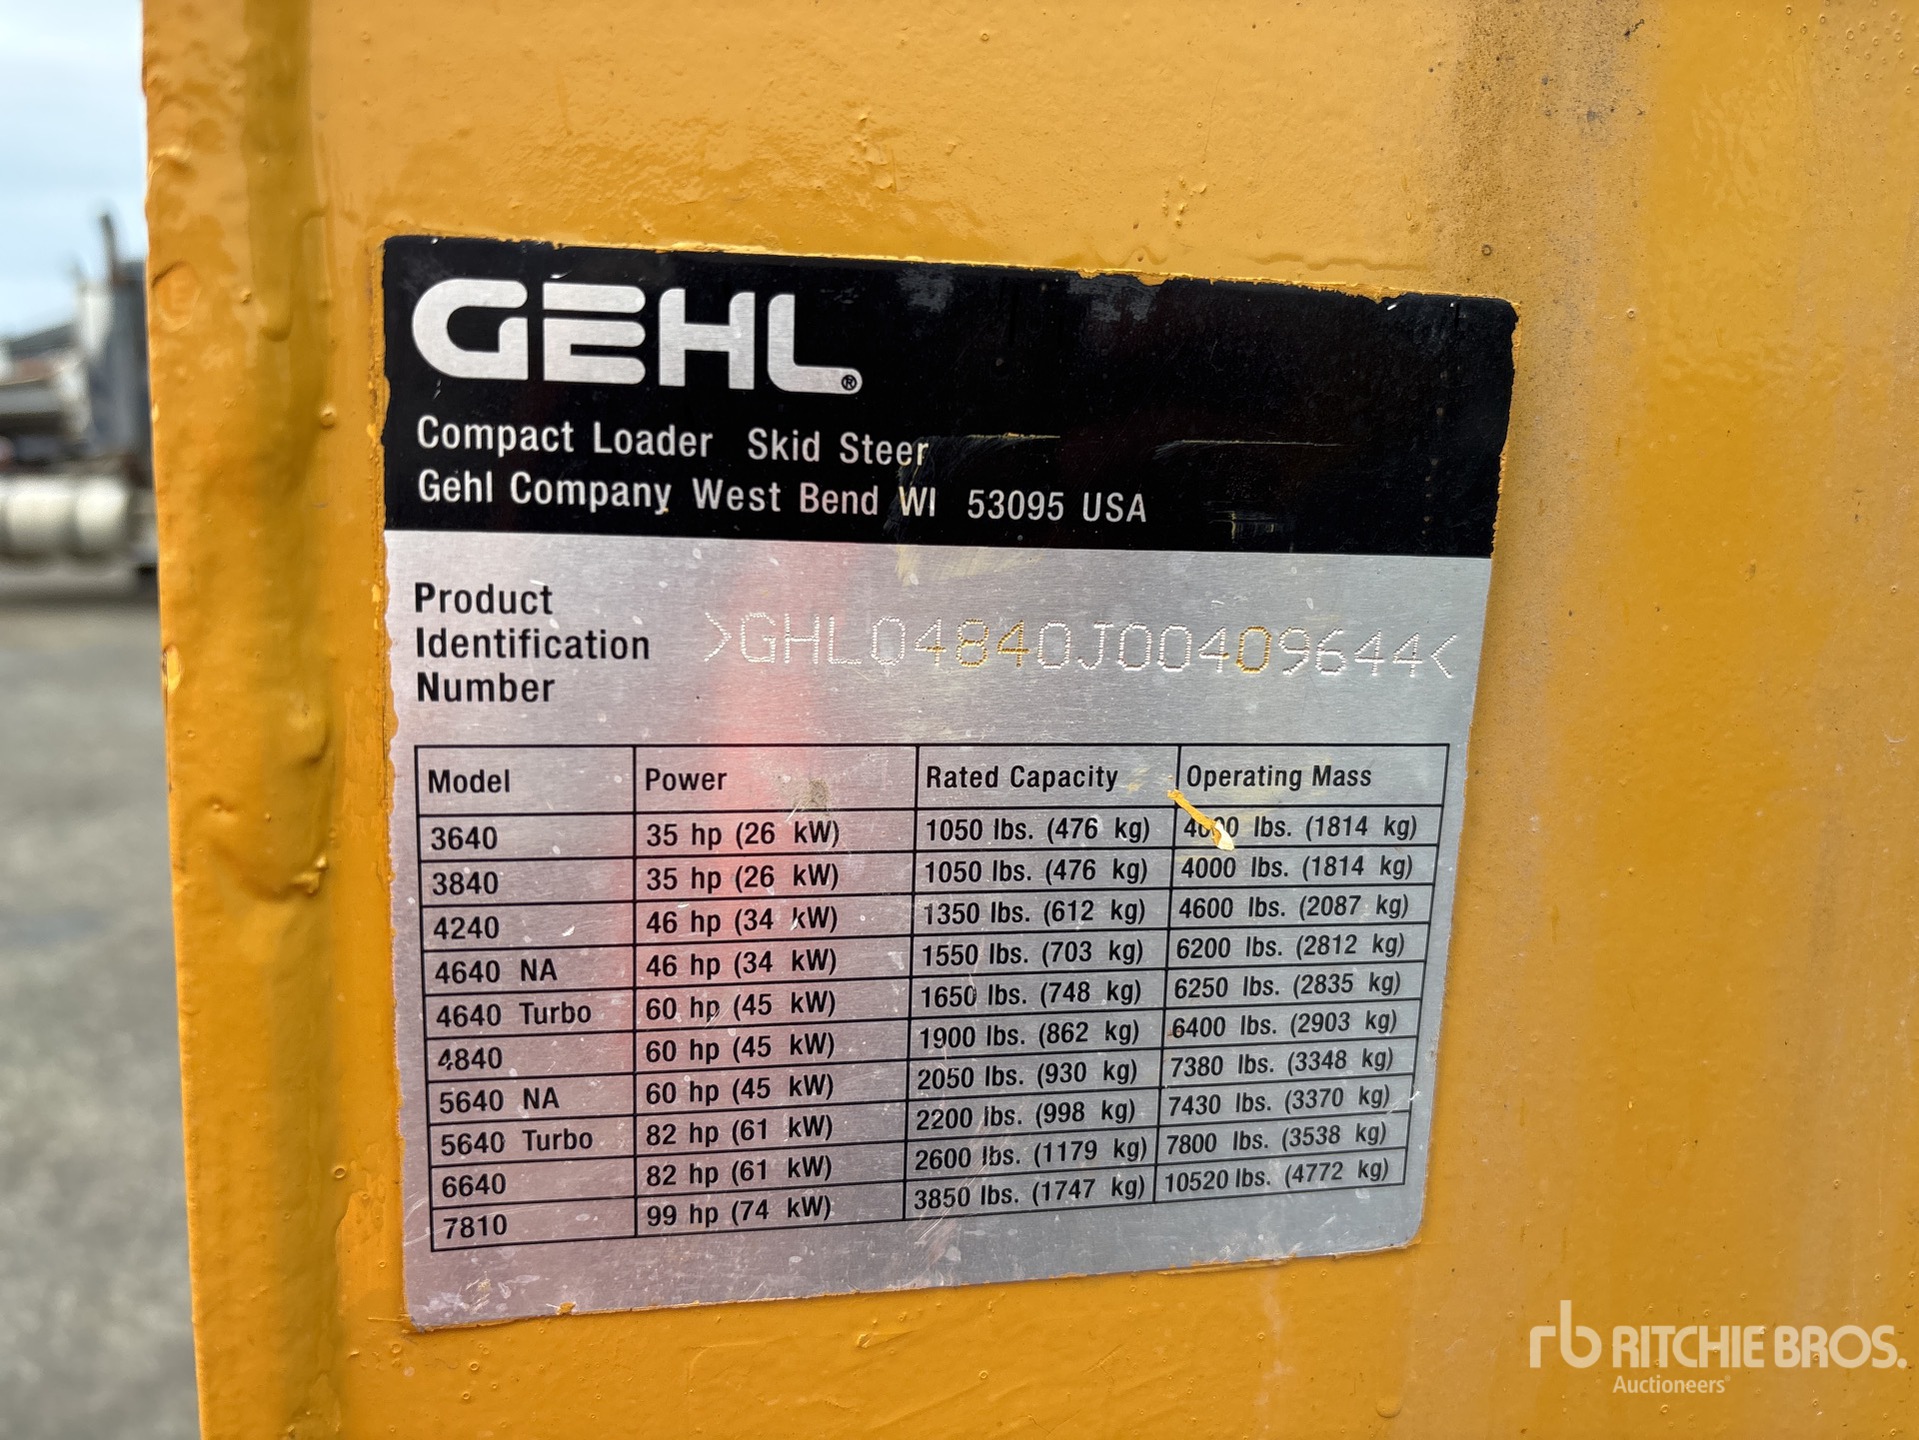 GEHL®
Compact Loader Skid Steer
Gehl Company West Bend WI 53095 USA
Product
Identification
Number
>GHL04840J00409644<
Model Power Rated Capacity Operating Mass
3640 35 hp (26 kW) 1050 lbs. (476 kg) 4000 lbs. (1814 kg)
3840 35 hp (26 kW) 1050 lbs. (476 kg) 4000 lbs. (1814 kg)
4240 46 hp (34 kW) 1350 lbs. (612 kg) 4600 lbs. (2087 kg)
4640 NA 46 hp (34 kW) 1550 lbs. (703 kg) 6200 lbs. (2812 kg)
4640 Turbo 60 hp (45 kW) 1650 lbs. (748 kg) 6250 lbs. (2835 kg)
4840 60 hp (45 kW) 1900 lbs. (862 kg) 6400 lbs. (2903 kg)
5640 NA 60 hp (45 kW) 2050 lbs. (930 kg) 7380 lbs. (3348 kg)
5640 Turbo 82 hp (61 kW) 2200 lbs. (998 kg) 7430 lbs. (3370 kg)
6640 82 hp (61 kW) 2600 lbs. (1179 kg) 7800 lbs. (3538 kg)
7810 99 hp (74 kW) 3850 lbs. (1747 kg) 10520 lbs. (4772 kg)
rb RITCHIE BROS.
Auctioneers